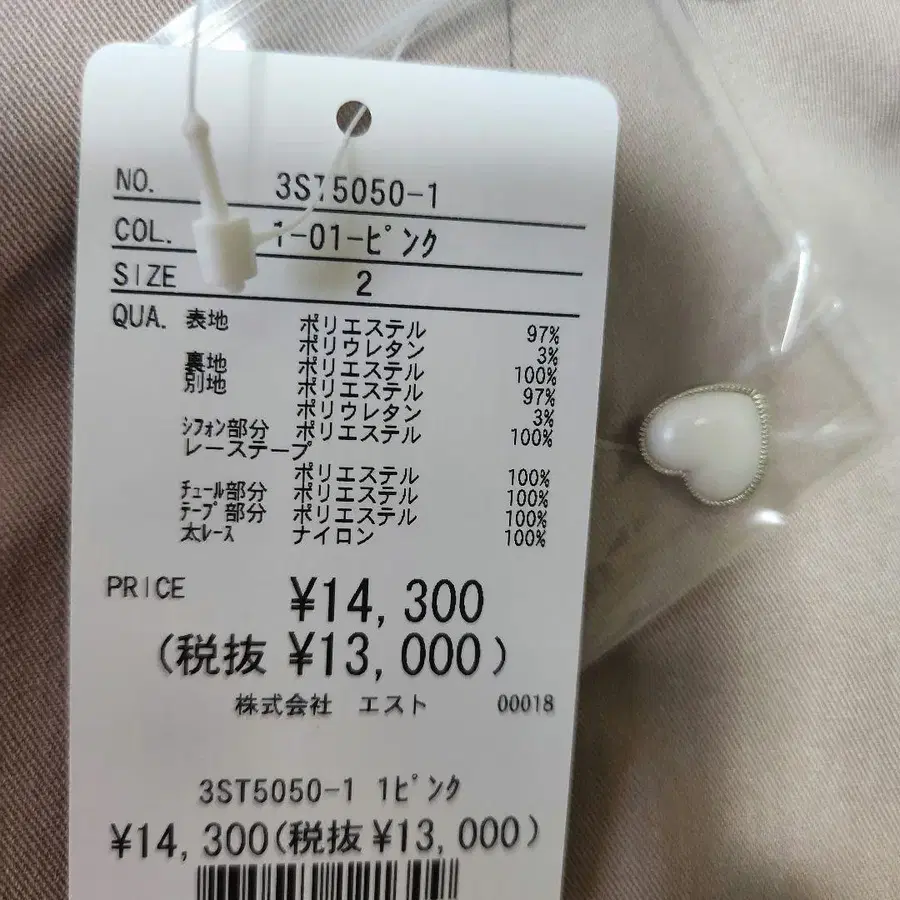 NO. 3ST5050-1
COL. 1-01-ﾋﾟﾝｸ
SIZE 2
QUA. 表地 ポリエステル 97%
ポリウレタン 3%
裏地 ポリエステル 100%
別地 ポリエステル 97%
ポリウレタン 3%
ｼﾌｫﾝ部分 ポリエステル 100%
レーステープ
ポリエステル 100%
ﾁｭｰﾙ部分 ポリエステル 100%
ﾃｰﾌﾟ部分 ポリエステル 100%
太ﾚｰｽ ナイロン 100%
PRICE ¥14,300
(税抜 ¥13,000)
株式会社 エスト 00018
3ST5050-1 1ﾋﾟﾝｸ
¥14,300(税抜¥13,000)